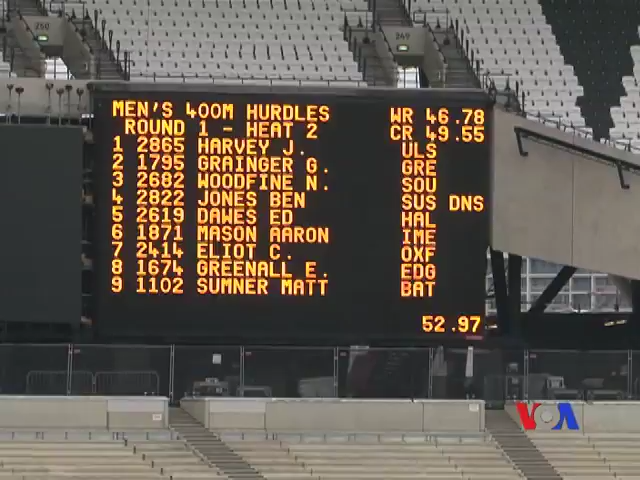 260
269
MEN'S 400M HURDLES WR 46.78
ROUND 1 - HEAT 2 CR 49.55
1 2865 HARVEY J. ULS
2 1795 GRAINGER G. GRE
3 2682 WOODFINE N. SOU
4 2822 JONES BEN SUS DNS
5 2619 DAWES ED HAL
6 1871 MASON AARON IME
7 2414 ELIOT C. OXF
8 1674 GREENALL E. EDG
9 1102 SUMNER MATT BAT
52.97
VOA